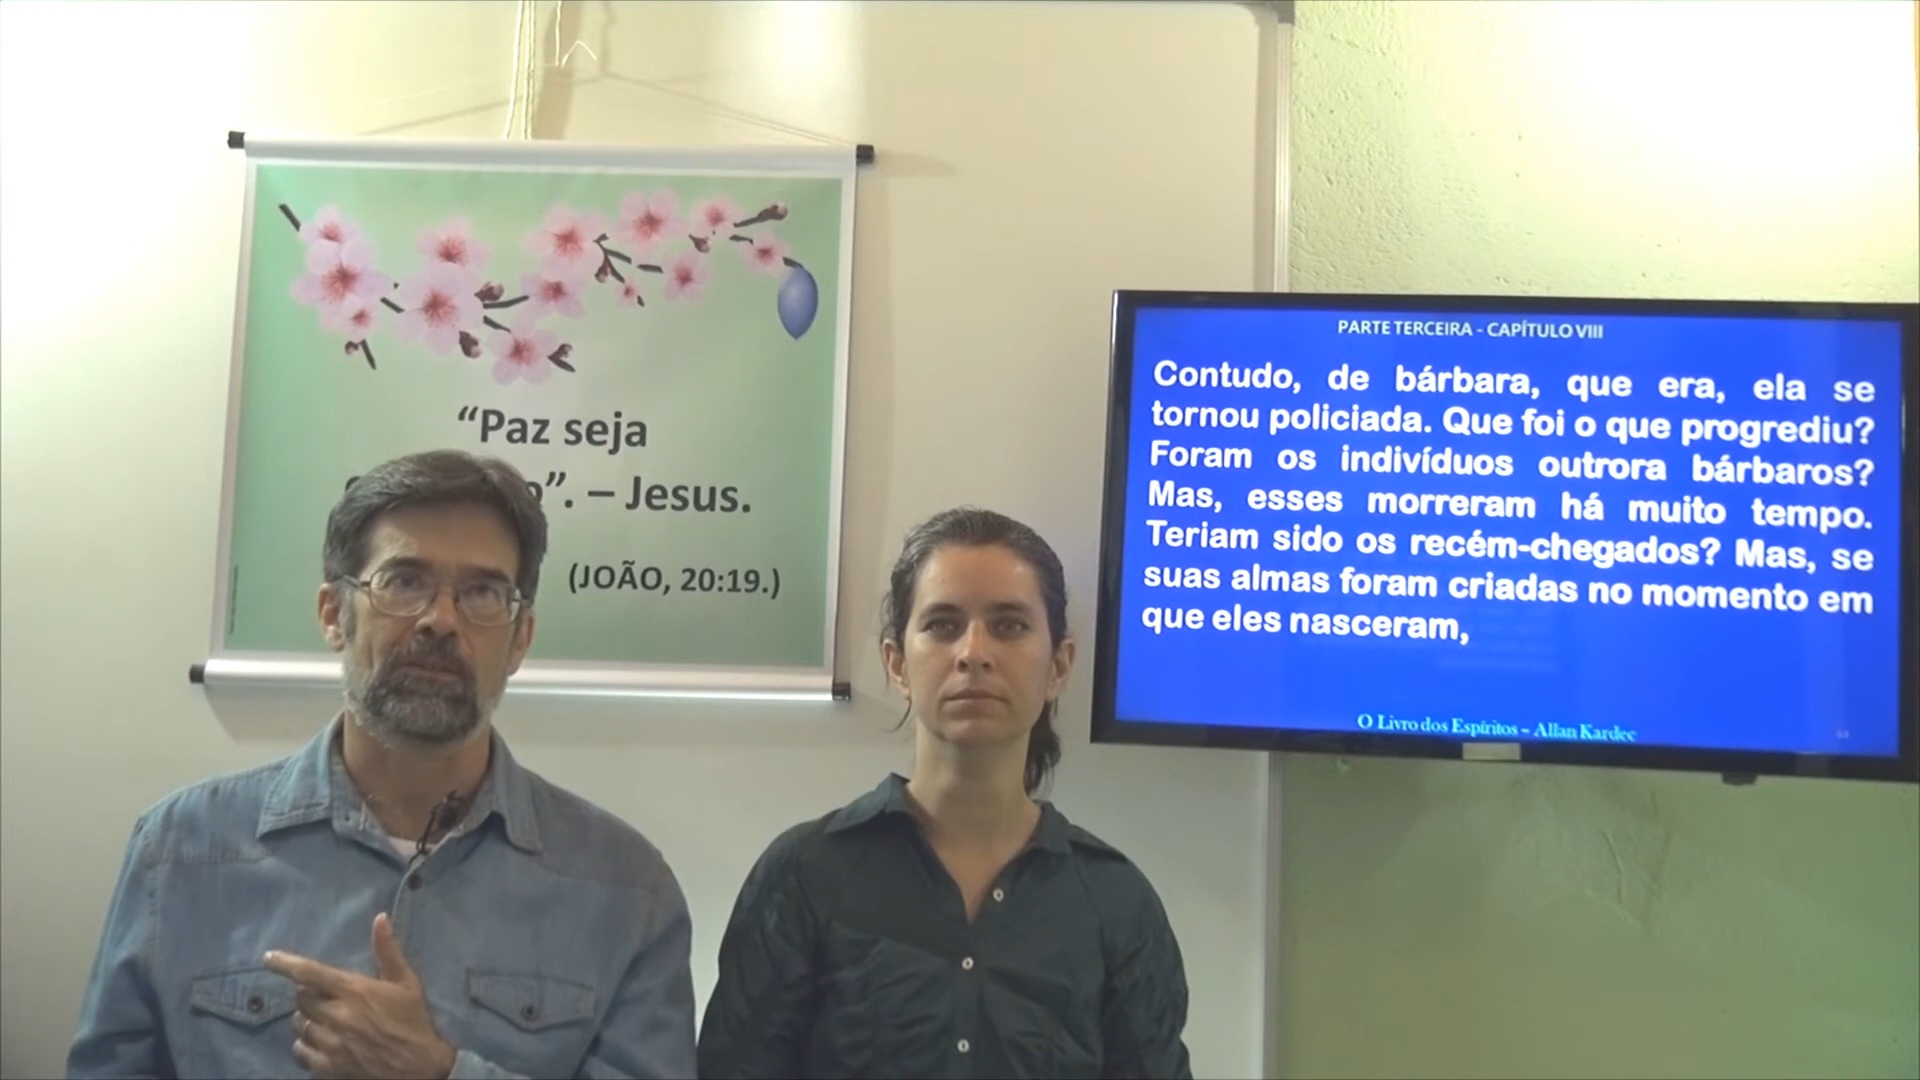 “Paz seja
”. – Jesus.
(JOÃO, 20:19.)
PARTE TERCEIRA - CAPÍTULO VIII
Contudo, de bárbara, que era, ela se
tornou policiada. Que foi o que progrediu?
Foram os indivíduos outrora bárbaros?
Mas, esses morreram há muito tempo.
Teriam sido os recém-chegados? Mas, se
suas almas foram criadas no momento em
que eles nasceram,
O Livro dos Espíritos – Allan Kardec